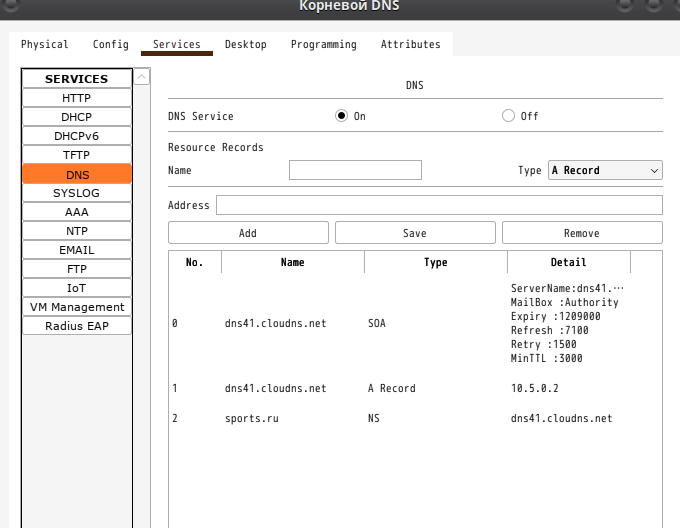 Корневой DNS
Physical Config Services Desktop Programming Attributes
SERVICES
HTTP
DHCP
DHCPv6
TFTP
DNS
SYSLOG
AAA
NTP
EMAIL
FTP
IoT
VM Management
Radius EAP
DNS
DNS Service On Off
Resource Records
Name Type A Record
Address
Add Save Remove
No. Name Type Detail
0 dns41.cloudns.net SOA ServerName:dns41.⋯
MailBox :Authority
Expiry :1209000
Refresh :7100
Retry :1500
MinTTL :3000
1 dns41.cloudns.net A Record 10.5.0.2
2 sports.ru NS dns41.cloudns.net